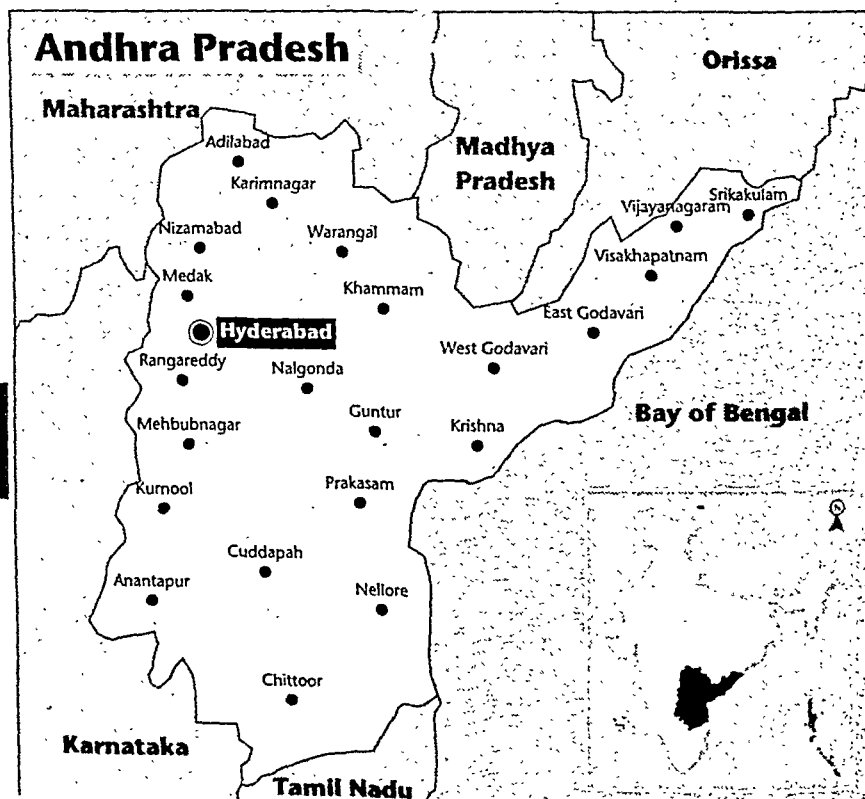 Andhra Pradesh
Orissa
Maharashtra
Madhya
Pradesh
Adilabad
Karimnagar
Srikakulam
Vijayanagaram
Nizamabad
Warangal
Visakhapatnam
Medak
Khammam
East Godavari
Hyderabad
West Godavari
Rangareddy
Nalgonda
Bay of Bengal
Guntur
Krishna
Mehbubnagar
Kurnool
Prakasam
N
Cuddapah
Anantapur
Nellore
Chittoor
Karnataka
Tamil Nadu